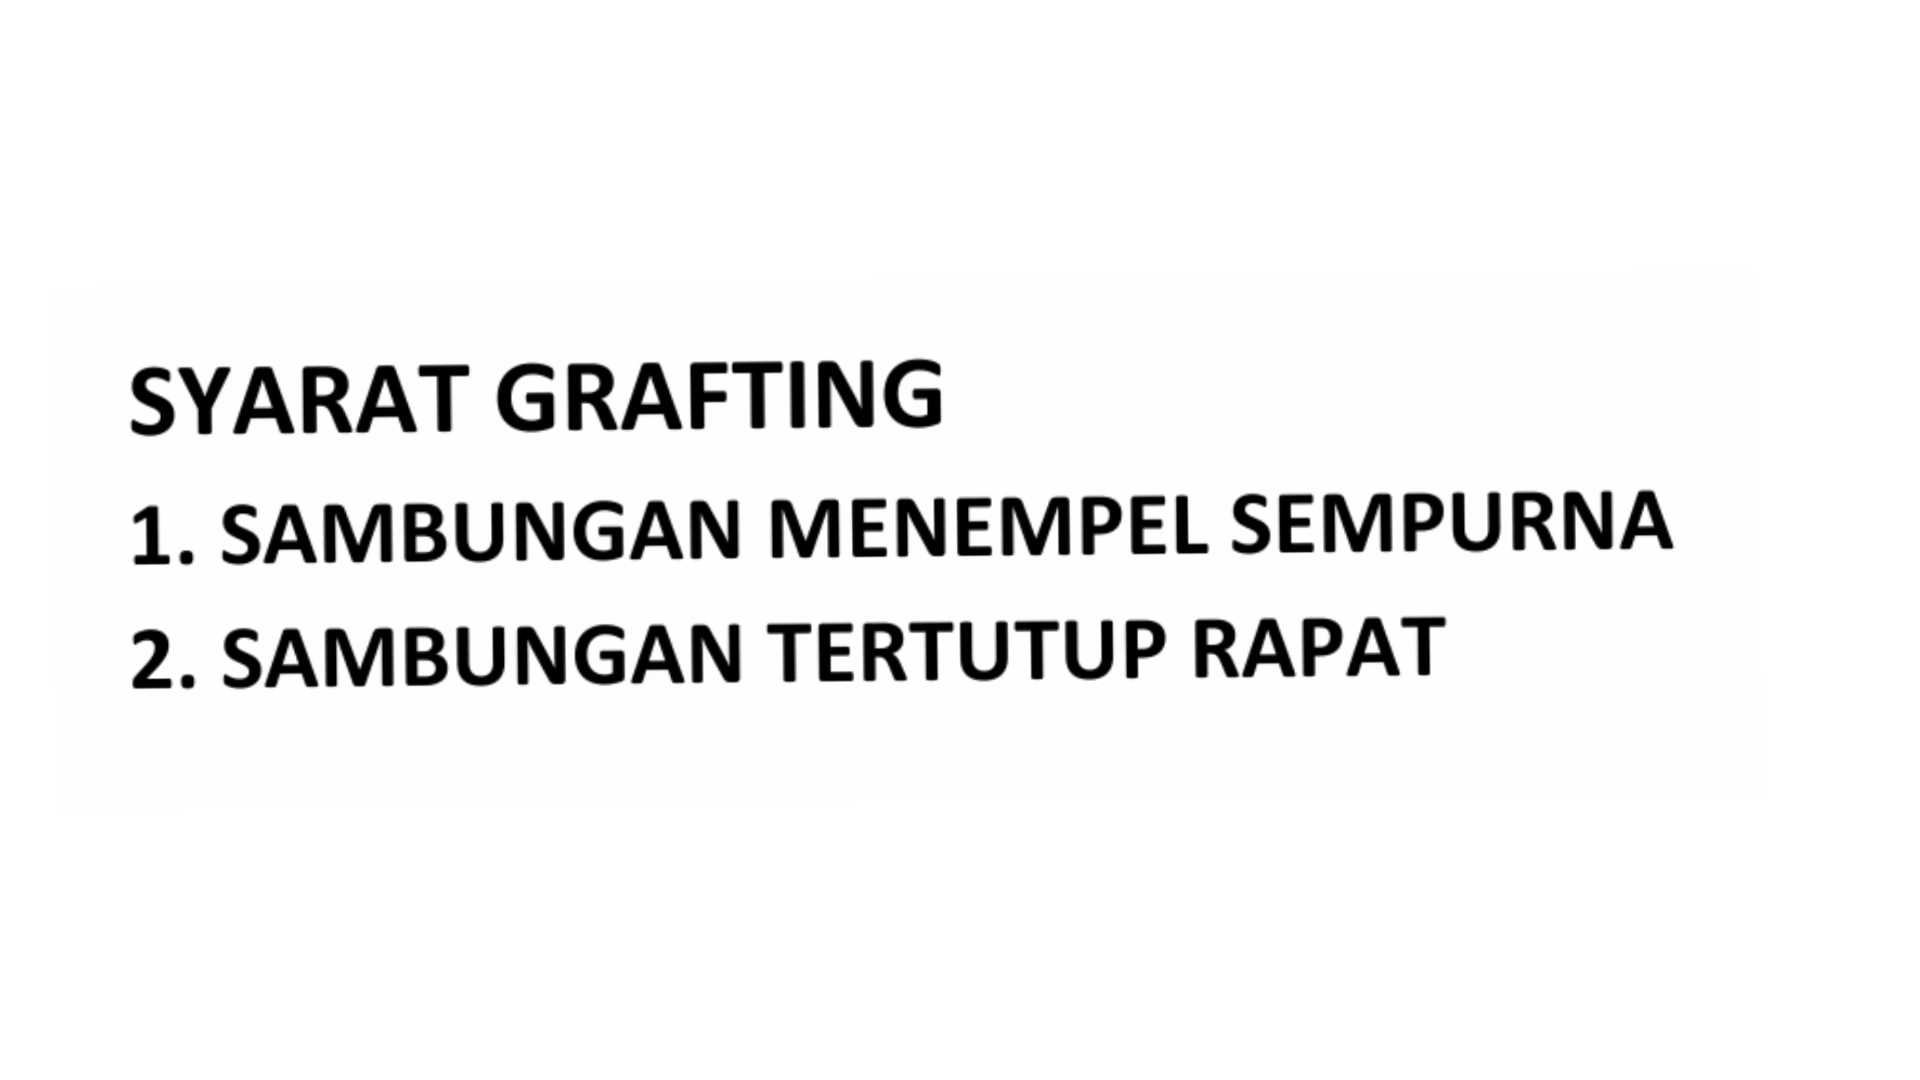 SYARAT GRAFTING
1. SAMBUNGAN MENEMPEL SEMPURNA
2. SAMBUNGAN TERTUTUP RAPAT